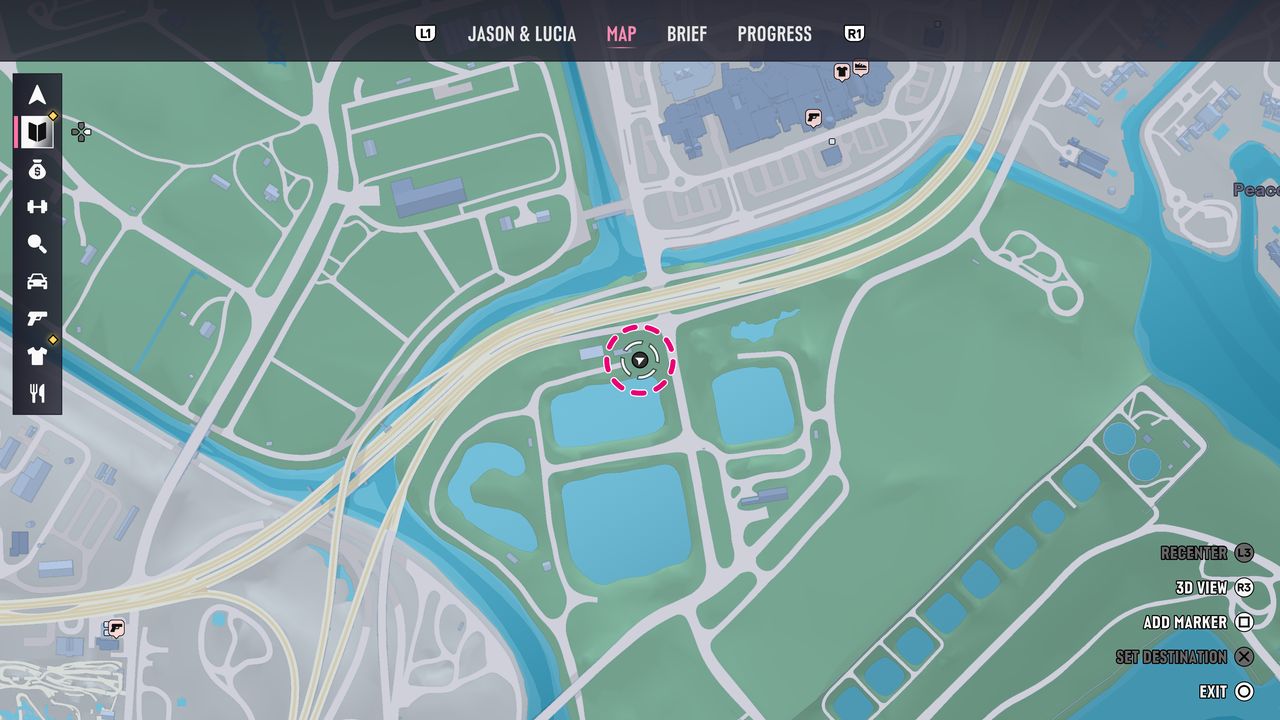 L1 JASON & LUCIA MAP BRIEF PROGRESS R1
Peac
RECENTER L3
3D VIEW R3
ADD MARKER
SET DESTINATION
EXIT